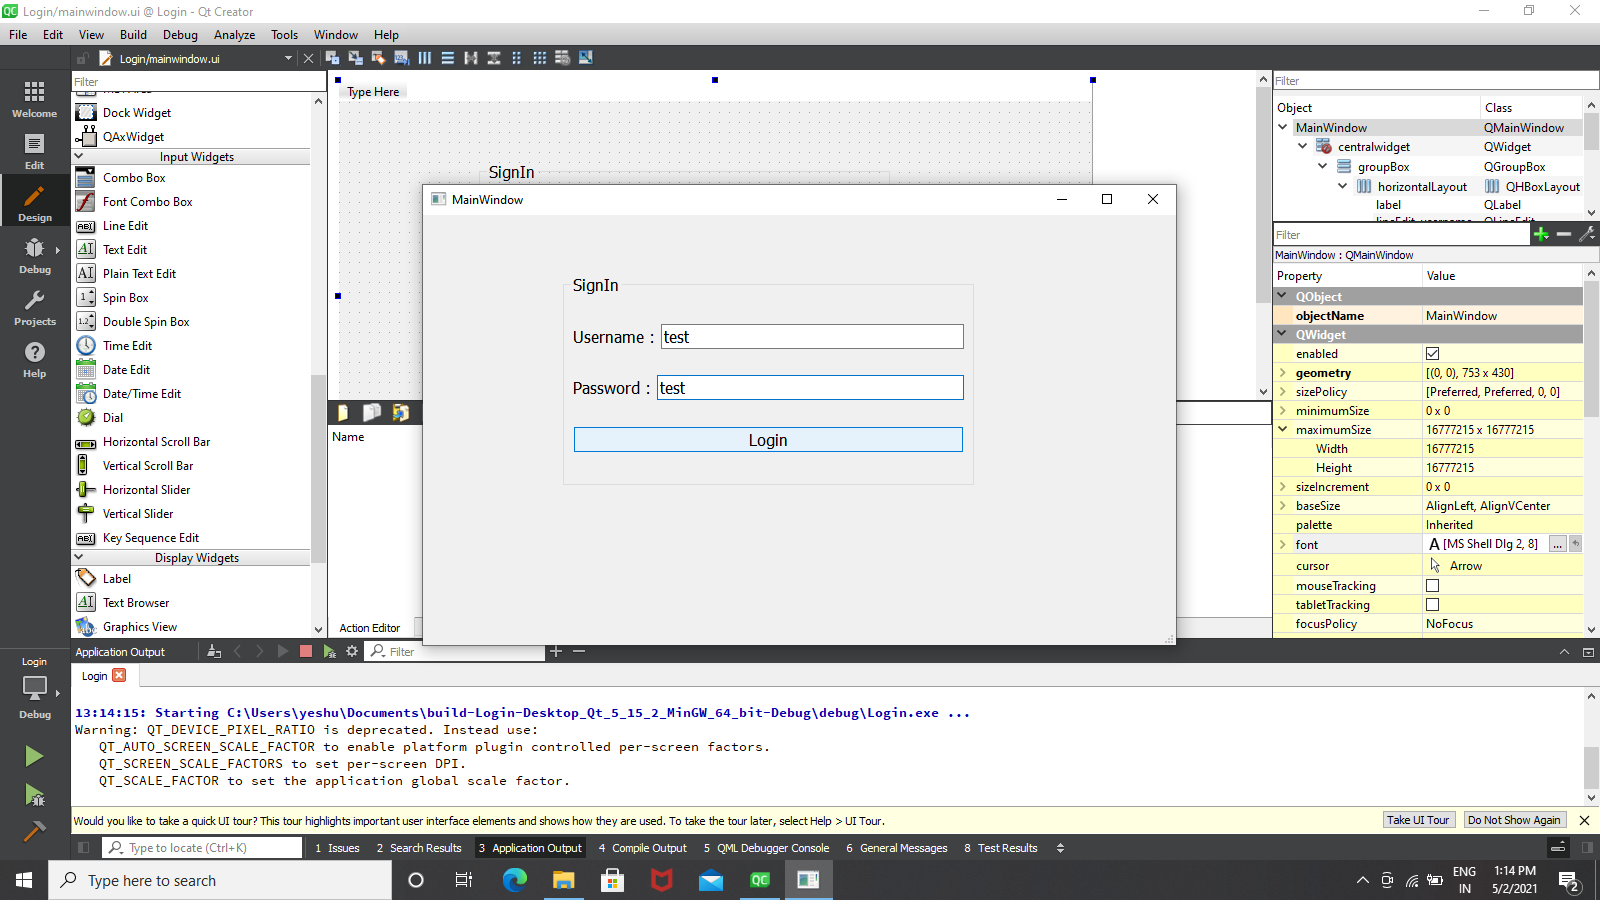 Login/mainwindow.ui @ Login - Qt Creator
File Edit View Build Debug Analyze Tools Window Help
Login/mainwindow.ui
Welcome
Edit
Design
Debug
Projects
Help
Login
Debug
Filter
Dock Widget
QAxWidget
Input Widgets
Combo Box
Font Combo Box
Line Edit
Text Edit
Plain Text Edit
Spin Box
Double Spin Box
Time Edit
Date Edit
Date/Time Edit
Dial
Horizontal Scroll Bar
Vertical Scroll Bar
Horizontal Slider
Vertical Slider
Key Sequence Edit
Display Widgets
Label
Text Browser
Graphics View
Type Here
SignIn
MainWindow
SignIn
Username : test
Password : test
Login
Name
Action Editor
Filter
Object Class
MainWindow QMainWindow
centralwidget QWidget
groupBox QGroupBox
horizontalLayout QHBoxLayout
label QLabel
lineEdit_username QLineEdit
Filter
MainWindow : QMainWindow
Property Value
QObject
objectName MainWindow
QWidget
enabled
geometry [(0, 0), 753 x 430]
sizePolicy [Preferred, Preferred, 0, 0]
minimumSize 0 x 0
maximumSize 16777215 x 16777215
Width 16777215
Height 16777215
sizeIncrement 0 x 0
baseSize AlignLeft, AlignVCenter
palette Inherited
font A [MS Shell Dlg 2, 8] ...
cursor Arrow
mouseTracking
tabletTracking
focusPolicy NoFocus
Application Output Filter
Login
13:14:15: Starting C:\Users\yeshu\Documents\build-Login-Desktop_Qt_5_15_2_MinGW_64_bit-Debug\debug\Login.exe ...
Warning: QT_DEVICE_PIXEL_RATIO is deprecated. Instead use:
QT_AUTO_SCREEN_SCALE_FACTOR to enable platform plugin controlled per-screen factors.
QT_SCREEN_SCALE_FACTORS to set per-screen DPI.
QT_SCALE_FACTOR to set the application global scale factor.
Would you like to take a quick UI tour? This tour highlights important user interface elements and shows how they are used. To take the tour later, select Help > UI Tour. Take UI Tour Do Not Show Again
Type to locate (Ctrl+K) 1 Issues 2 Search Results 3 Application Output 4 Compile Output 5 QML Debugger Console 6 General Messages 8 Test Results
Type here to search
ENG
IN
1:14 PM
5/2/2021
2